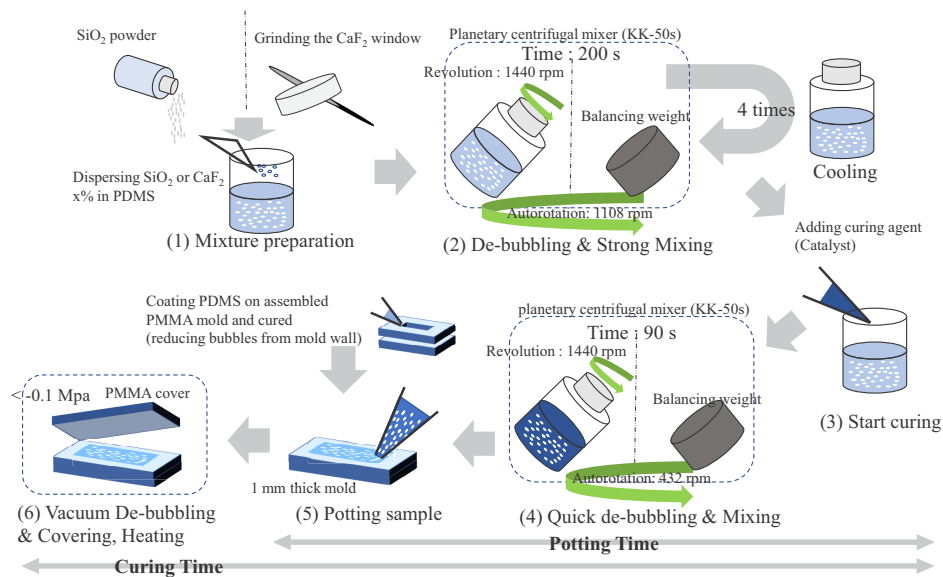 SiO2 powder
Grinding the CaF2 window
Dispersing SiO2 or CaF2
x% in PDMS
(1) Mixture preparation
Planetary centrifugal mixer (KK-50s)
Time : 200 s
Revolution : 1440 rpm
Balancing weight
Autorotation: 1108 rpm
(2) De-bubbling & Strong Mixing
4 times
Cooling
Adding curing agent
(Catalyst)
(3) Start curing
planetary centrifugal mixer (KK-50s)
Time : 90 s
Revolution : 1440 rpm
Balancing weight
Autorotation: 432 rpm
(4) Quick de-bubbling & Mixing
Coating PDMS on assembled
PMMA mold and cured
(reducing bubbles from mold wall)
1 mm thick mold
(5) Potting sample
< -0.1 Mpa
PMMA cover
(6) Vacuum De-bubbling
& Covering, Heating
Potting Time
Curing Time